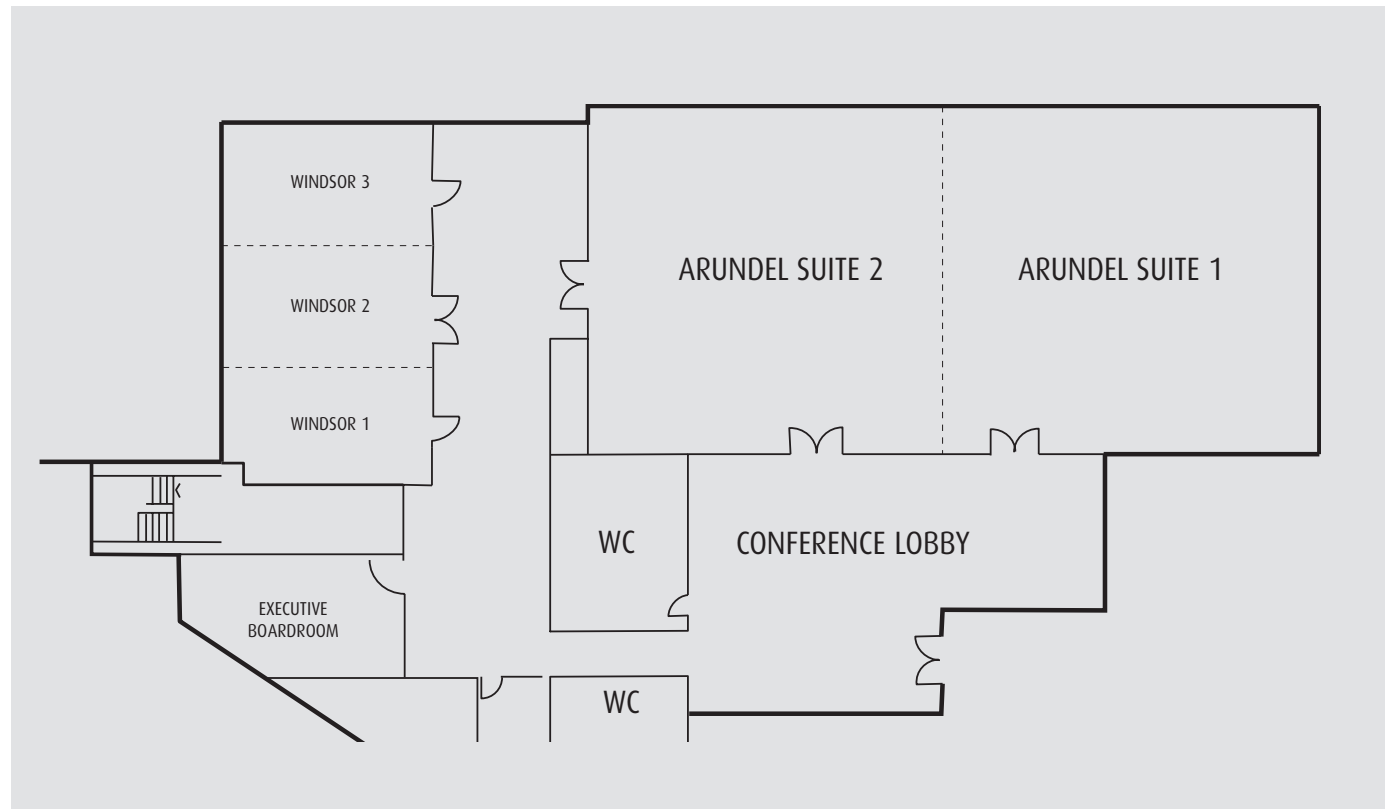 WINDSOR 3
ARUNDEL SUITE 2
ARUNDEL SUITE 1
WINDSOR 2
WINDSOR 1
WC
CONFERENCE LOBBY
EXECUTIVE
BOARDROOM
WC